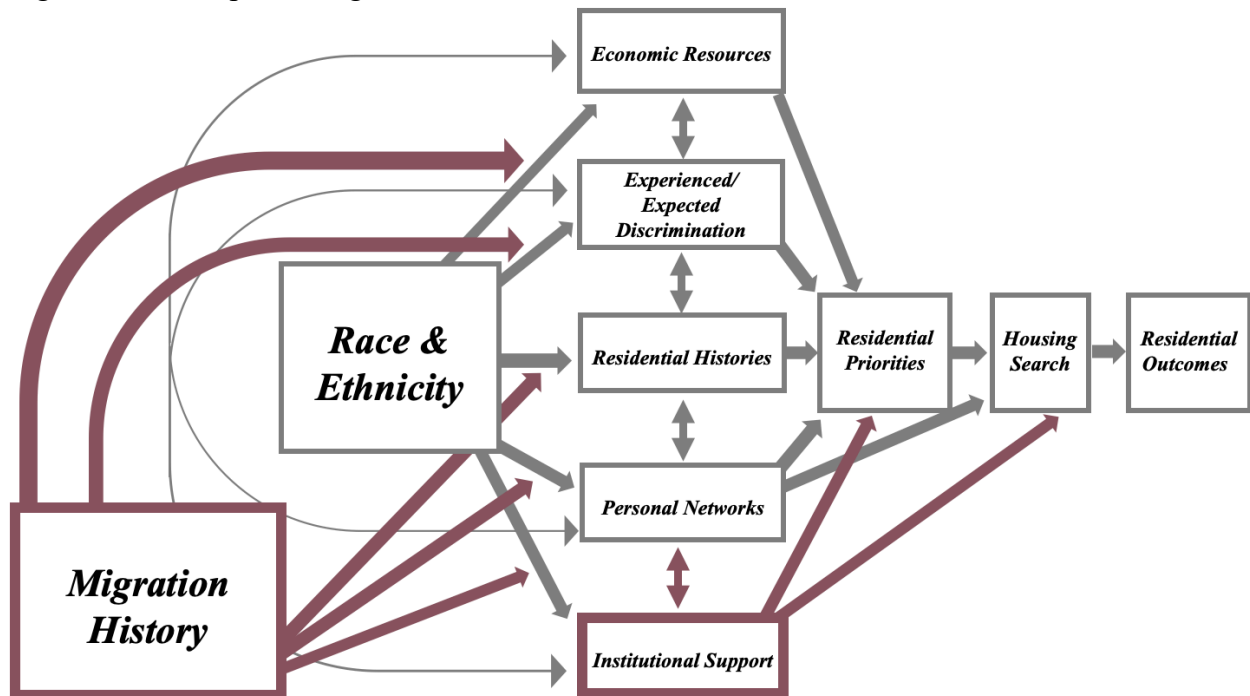 Economic Resources
Experienced/
Expected
Discrimination
Race &
Ethnicity
Residential Histories
Residential
Priorities
Housing
Search
Residential
Outcomes
Personal Networks
Migration
History
Institutional Support